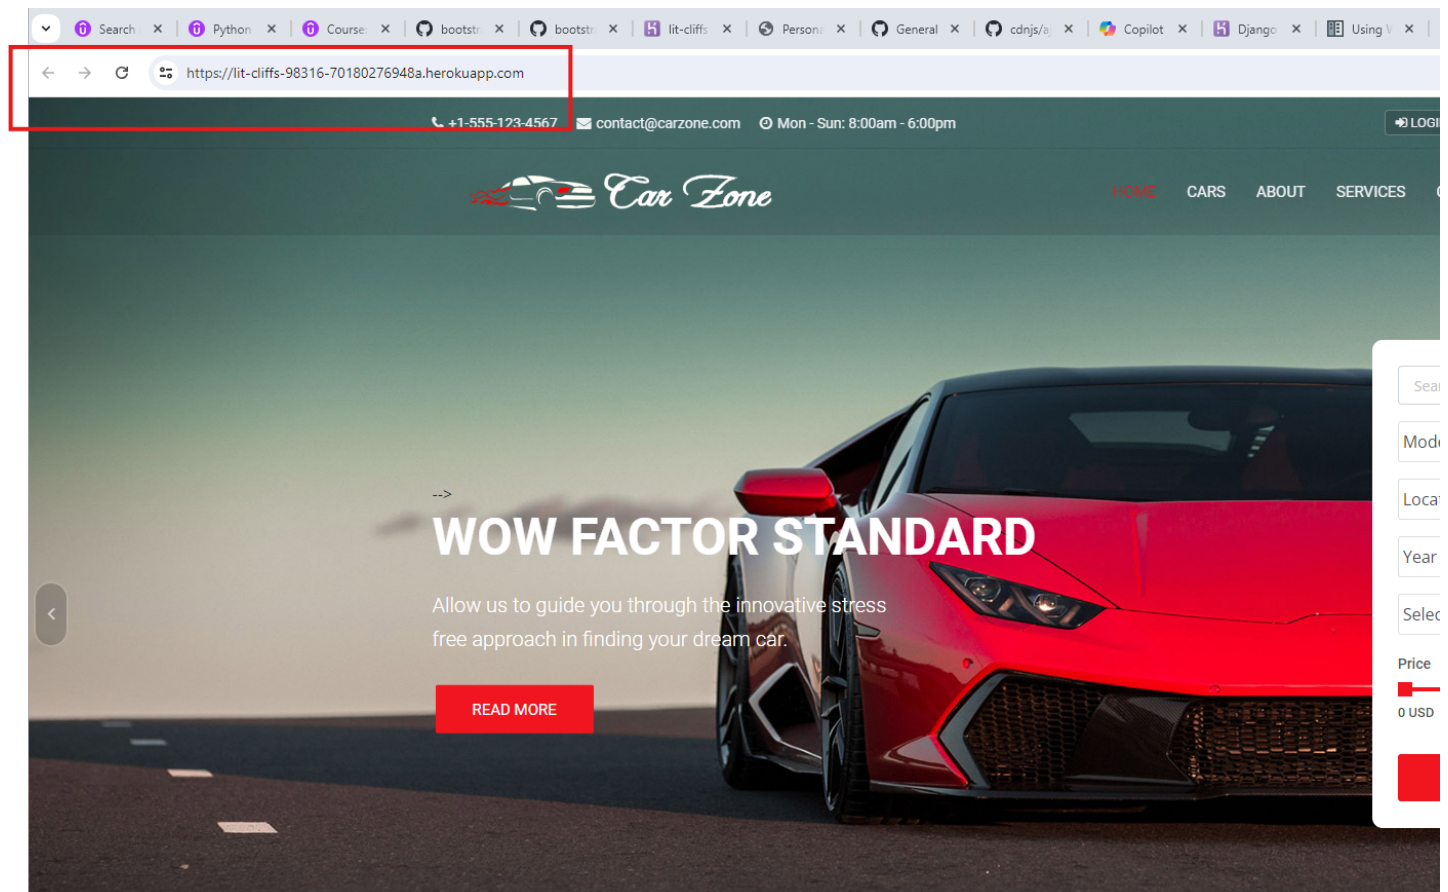 Search
Python
Course
bootstr
bootstr
lit-cliffs
Persona
General
cdnjs/a
Copilot
Django
Using
https://lit-cliffs-98316-70180276948a.herokuapp.com
+1-555-123-4567 contact@carzone.com Mon - Sun: 8:00am - 6:00pm
LOGI
Car Zone
HOME CARS ABOUT SERVICES
Sea
Mode
Locat
Year
Selec
Price
0 USD
-->
WOW FACTOR STANDARD
Allow us to guide you through the innovative stress
free approach in finding your dream car.
READ MORE